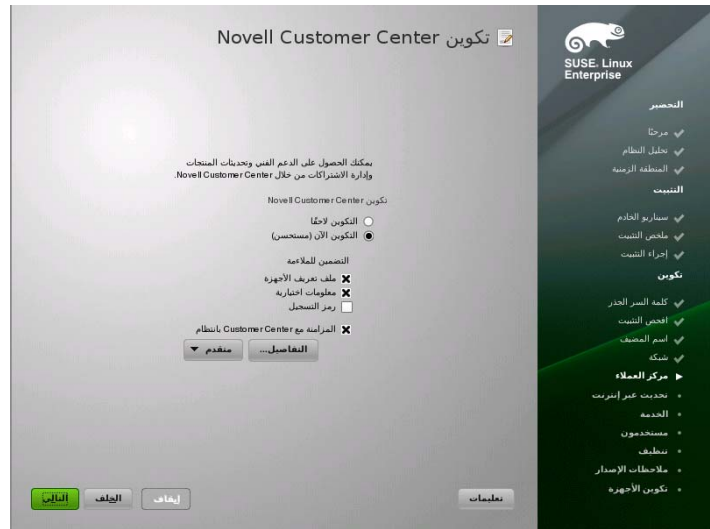 تكوين Novell Customer Center
يمكنك الحصول على الدعم الفني وتحديثات المنتجات
وإدارة الاشتراكات من خلال Novell Customer Center.
تكوين Novell Customer Center
التكوين لاحقًا
التكوين الآن (مستحسن)
التضمين للملاءمة
ملف تعريف الأجهزة
معلومات اختيارية
رمز التسجيل
المزامنة مع Customer Center بانتظام
التفاصيل...
متقدم
تعليمات
إيقاف
الخلف
التالي
SUSE. Linux
Enterprise
التحضير
مرحبًا
تحليل النظام
المنطقة الزمنية
التثبيت
سيناريو الخادم
ملخص التثبيت
إجراء التثبيت
تكوين
كلمة السر الجذر
اسم المضيف
افحص التثبيت
شبكة
مركز العملاء
تحديث عبر إنترنت
الخدمة
مستخدمون
تنظيف
ملاحظات الإصدار
تكوين الأجهزة